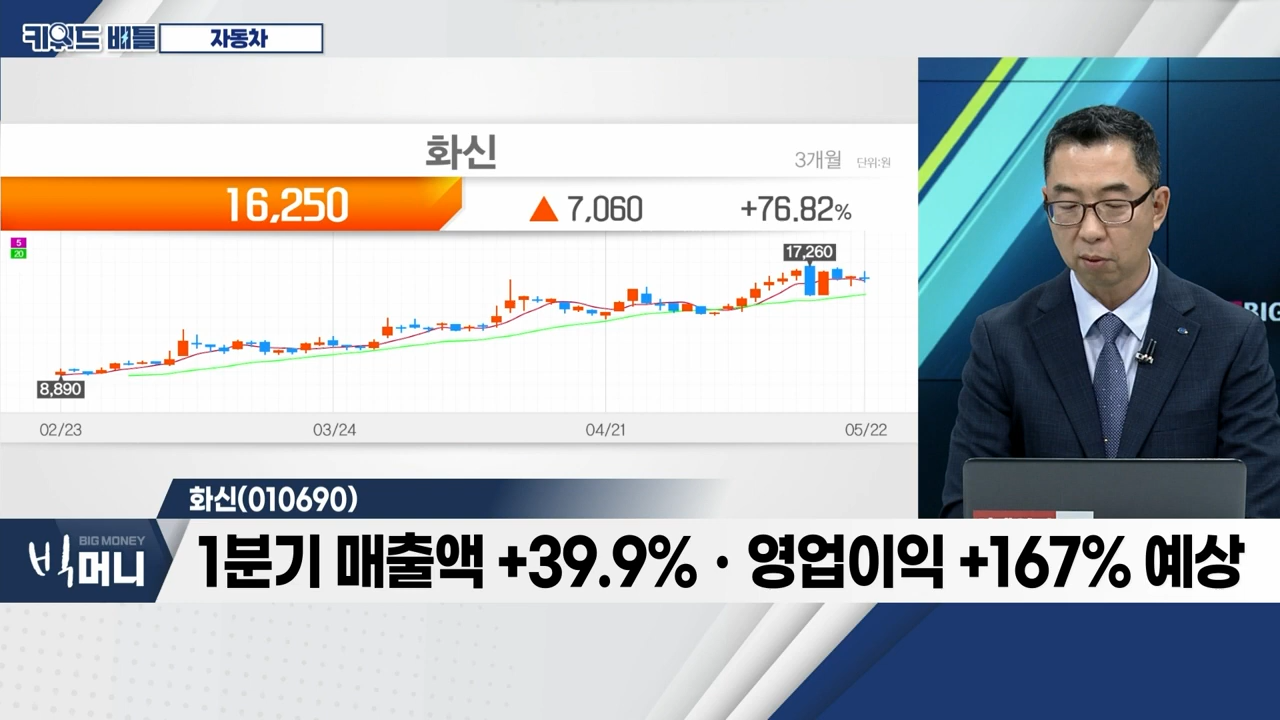 키워드 배틀
자동차
화신
3개월 단위:원
16,250 ▲ 7,060 +76.82%
5
20
17,260
8,890
02/23 03/24 04/21 05/22
BIG
화신(010690)
BIG MONEY
빅머니
1분기 매출액 +39.9% · 영업이익 +167% 예상